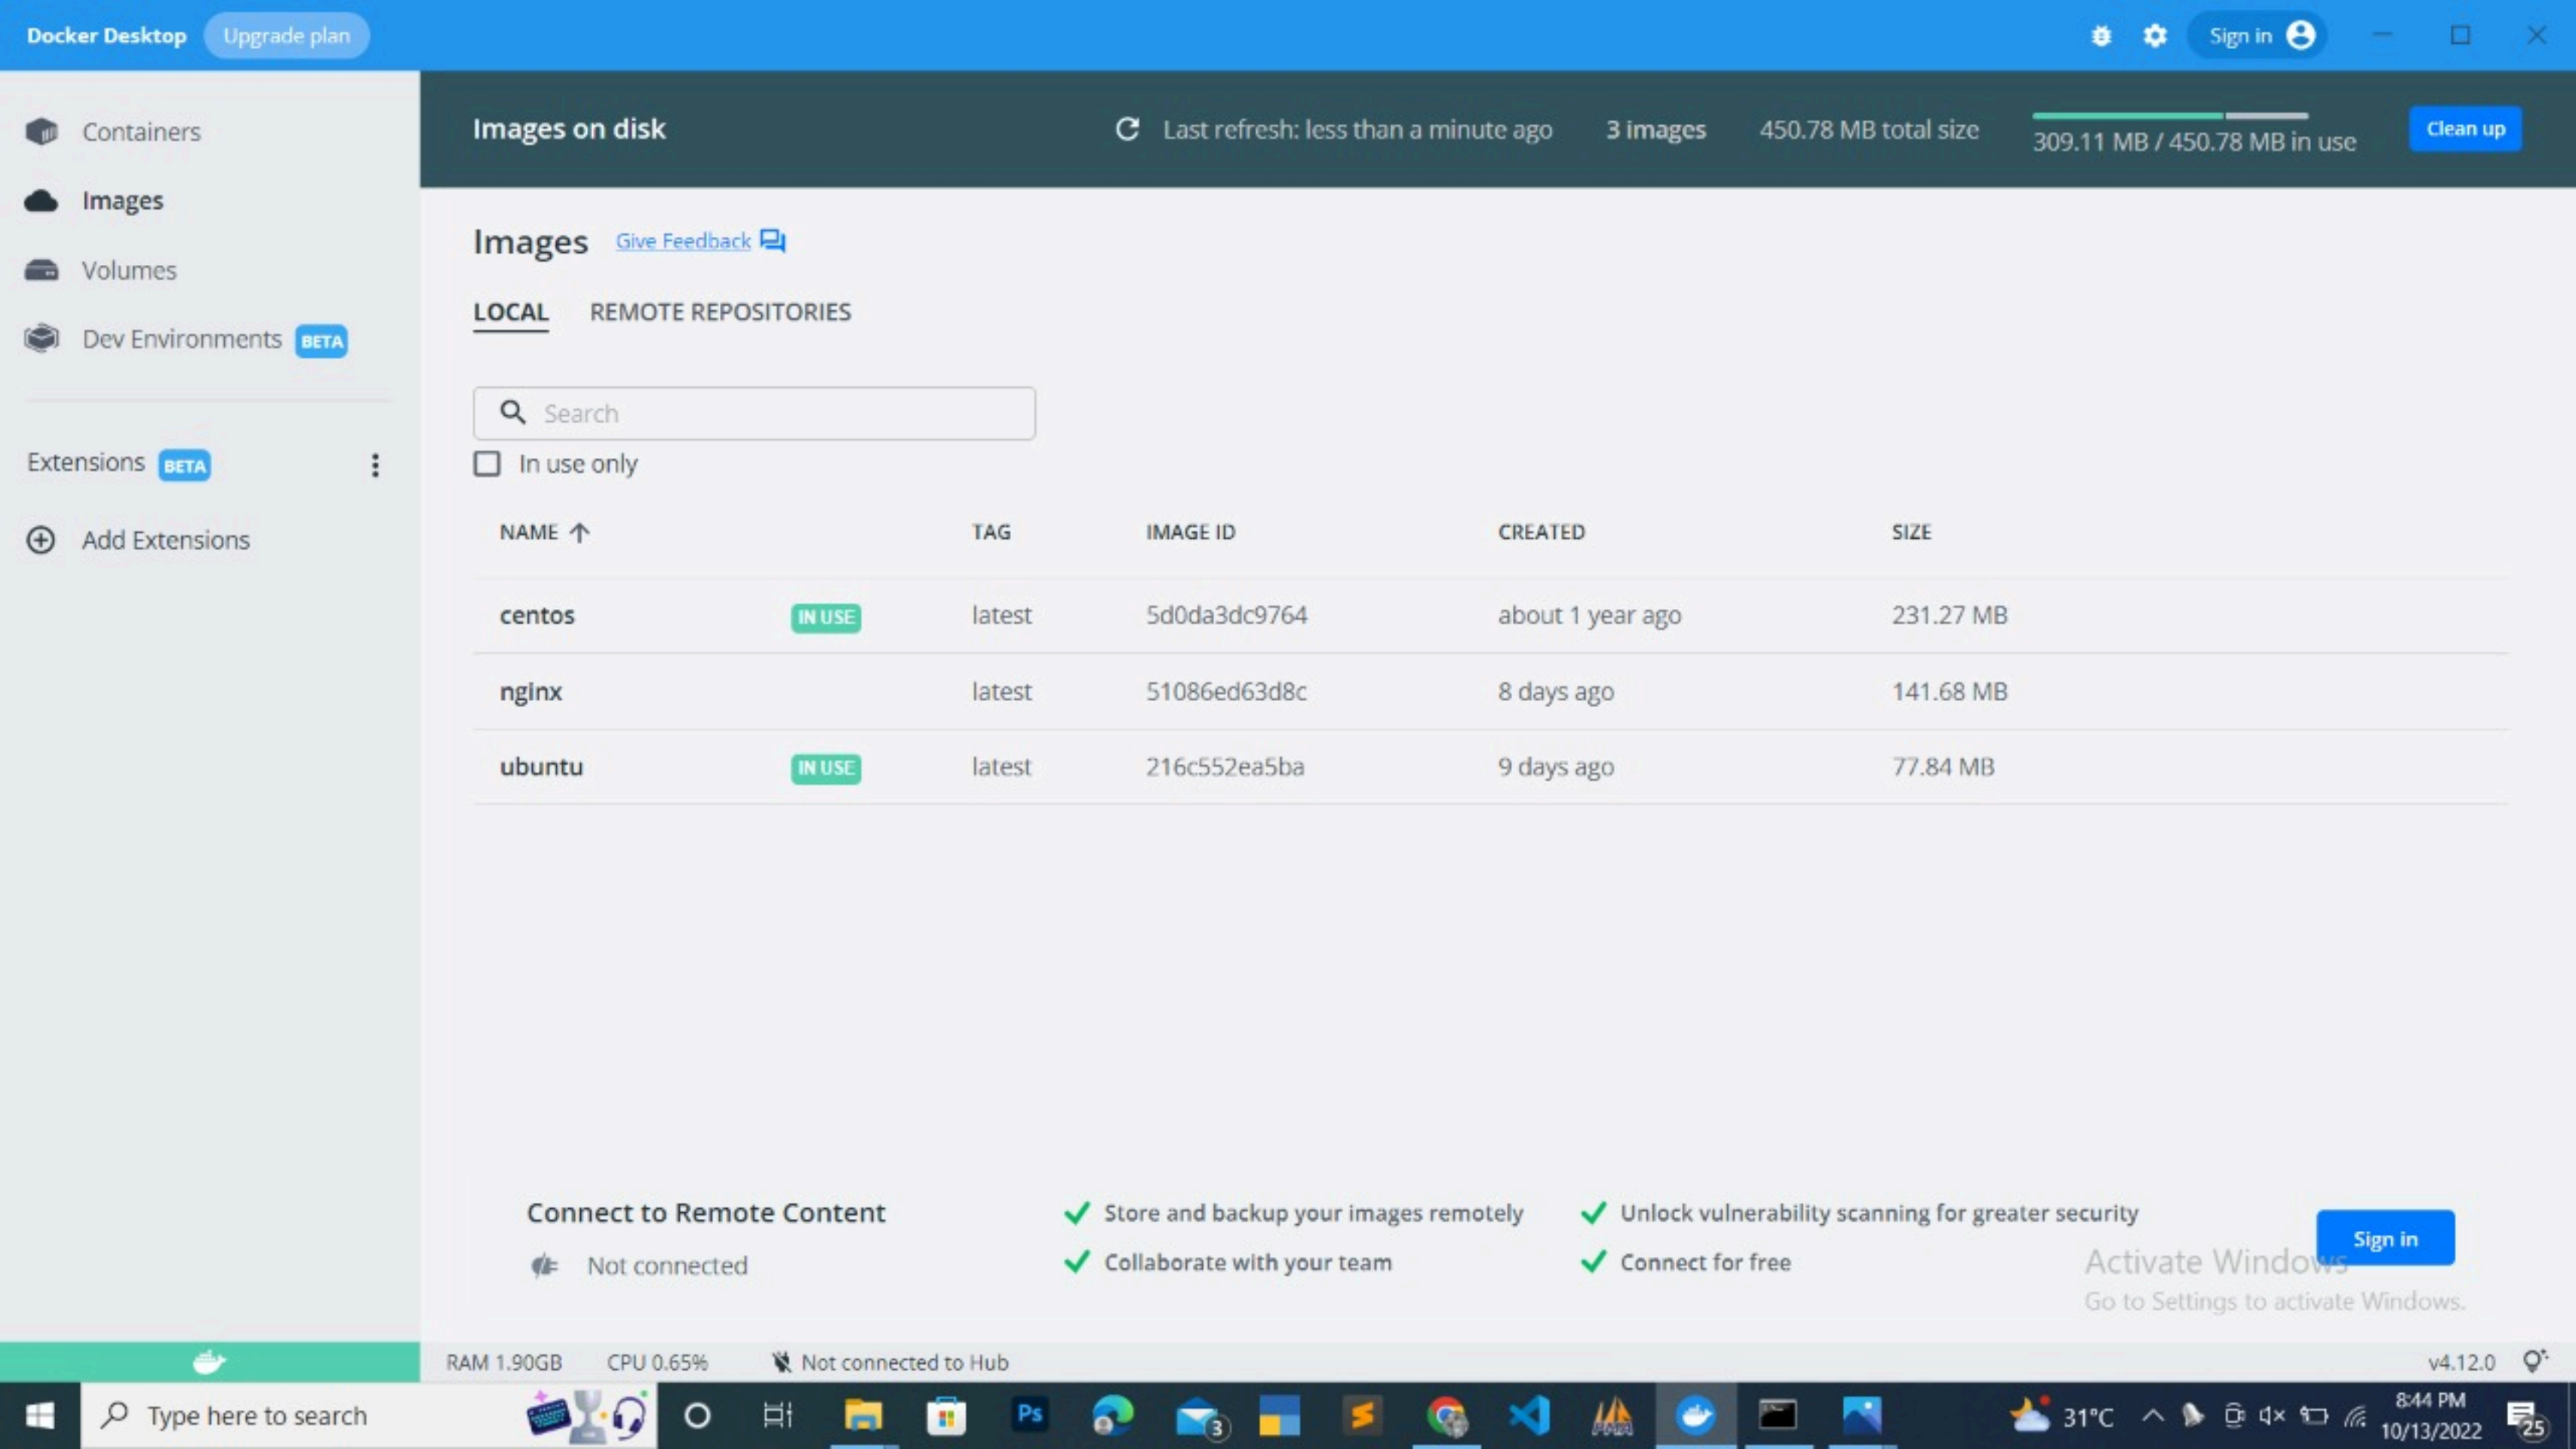 Docker Desktop Upgrade plan Sign in
Containers
Images
Volumes
Dev Environments BETA
Extensions BETA
Add Extensions
Images on disk Last refresh: less than a minute ago 3 images 450.78 MB total size 309.11 MB / 450.78 MB in use Clean up
Images Give Feedback
LOCAL REMOTE REPOSITORIES
Search
In use only
NAME TAG IMAGE ID CREATED SIZE
centos IN USE latest 5d0da3dc9764 about 1 year ago 231.27 MB
nginx latest 51086ed63d8c 8 days ago 141.68 MB
ubuntu IN USE latest 216c552ea5ba 9 days ago 77.84 MB
Connect to Remote Content
Not connected
Store and backup your images remotely
Collaborate with your team
Unlock vulnerability scanning for greater security
Connect for free
Sign in
Activate Windows
Go to Settings to activate Windows.
RAM 1.90GB CPU 0.65% Not connected to Hub v4.12.0
Type here to search Ps 3 PMA 31°C 8:44 PM
10/13/2022 25